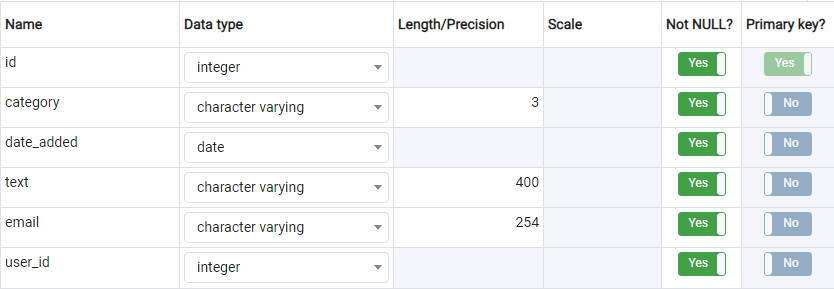 Name Data type Length/Precision Scale Not NULL? Primary key?
id integer Yes Yes
category character varying 3 Yes No
date_added date Yes No
text character varying 400 Yes No
email character varying 254 Yes No
user_id integer Yes No